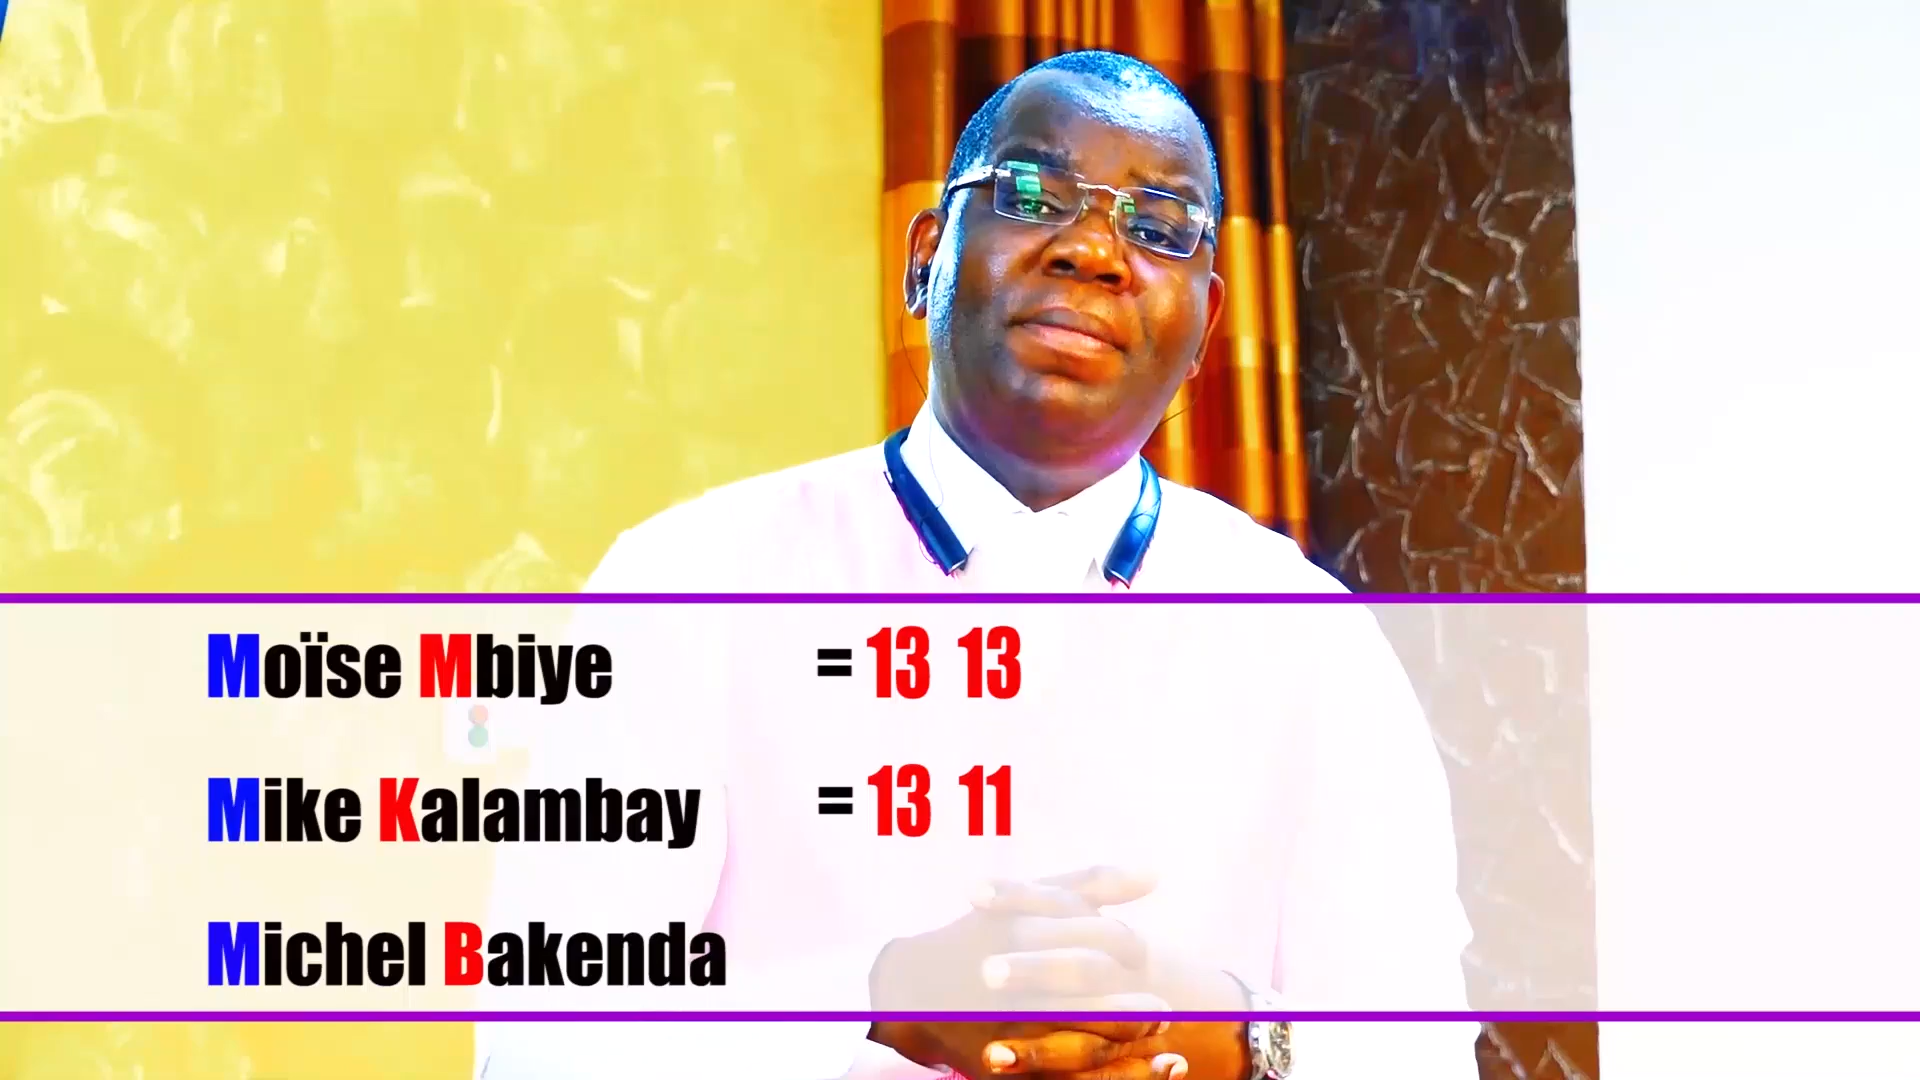 Moïse Mbiye = 13 13
Mike Kalambay = 13 11
Michel Bakenda